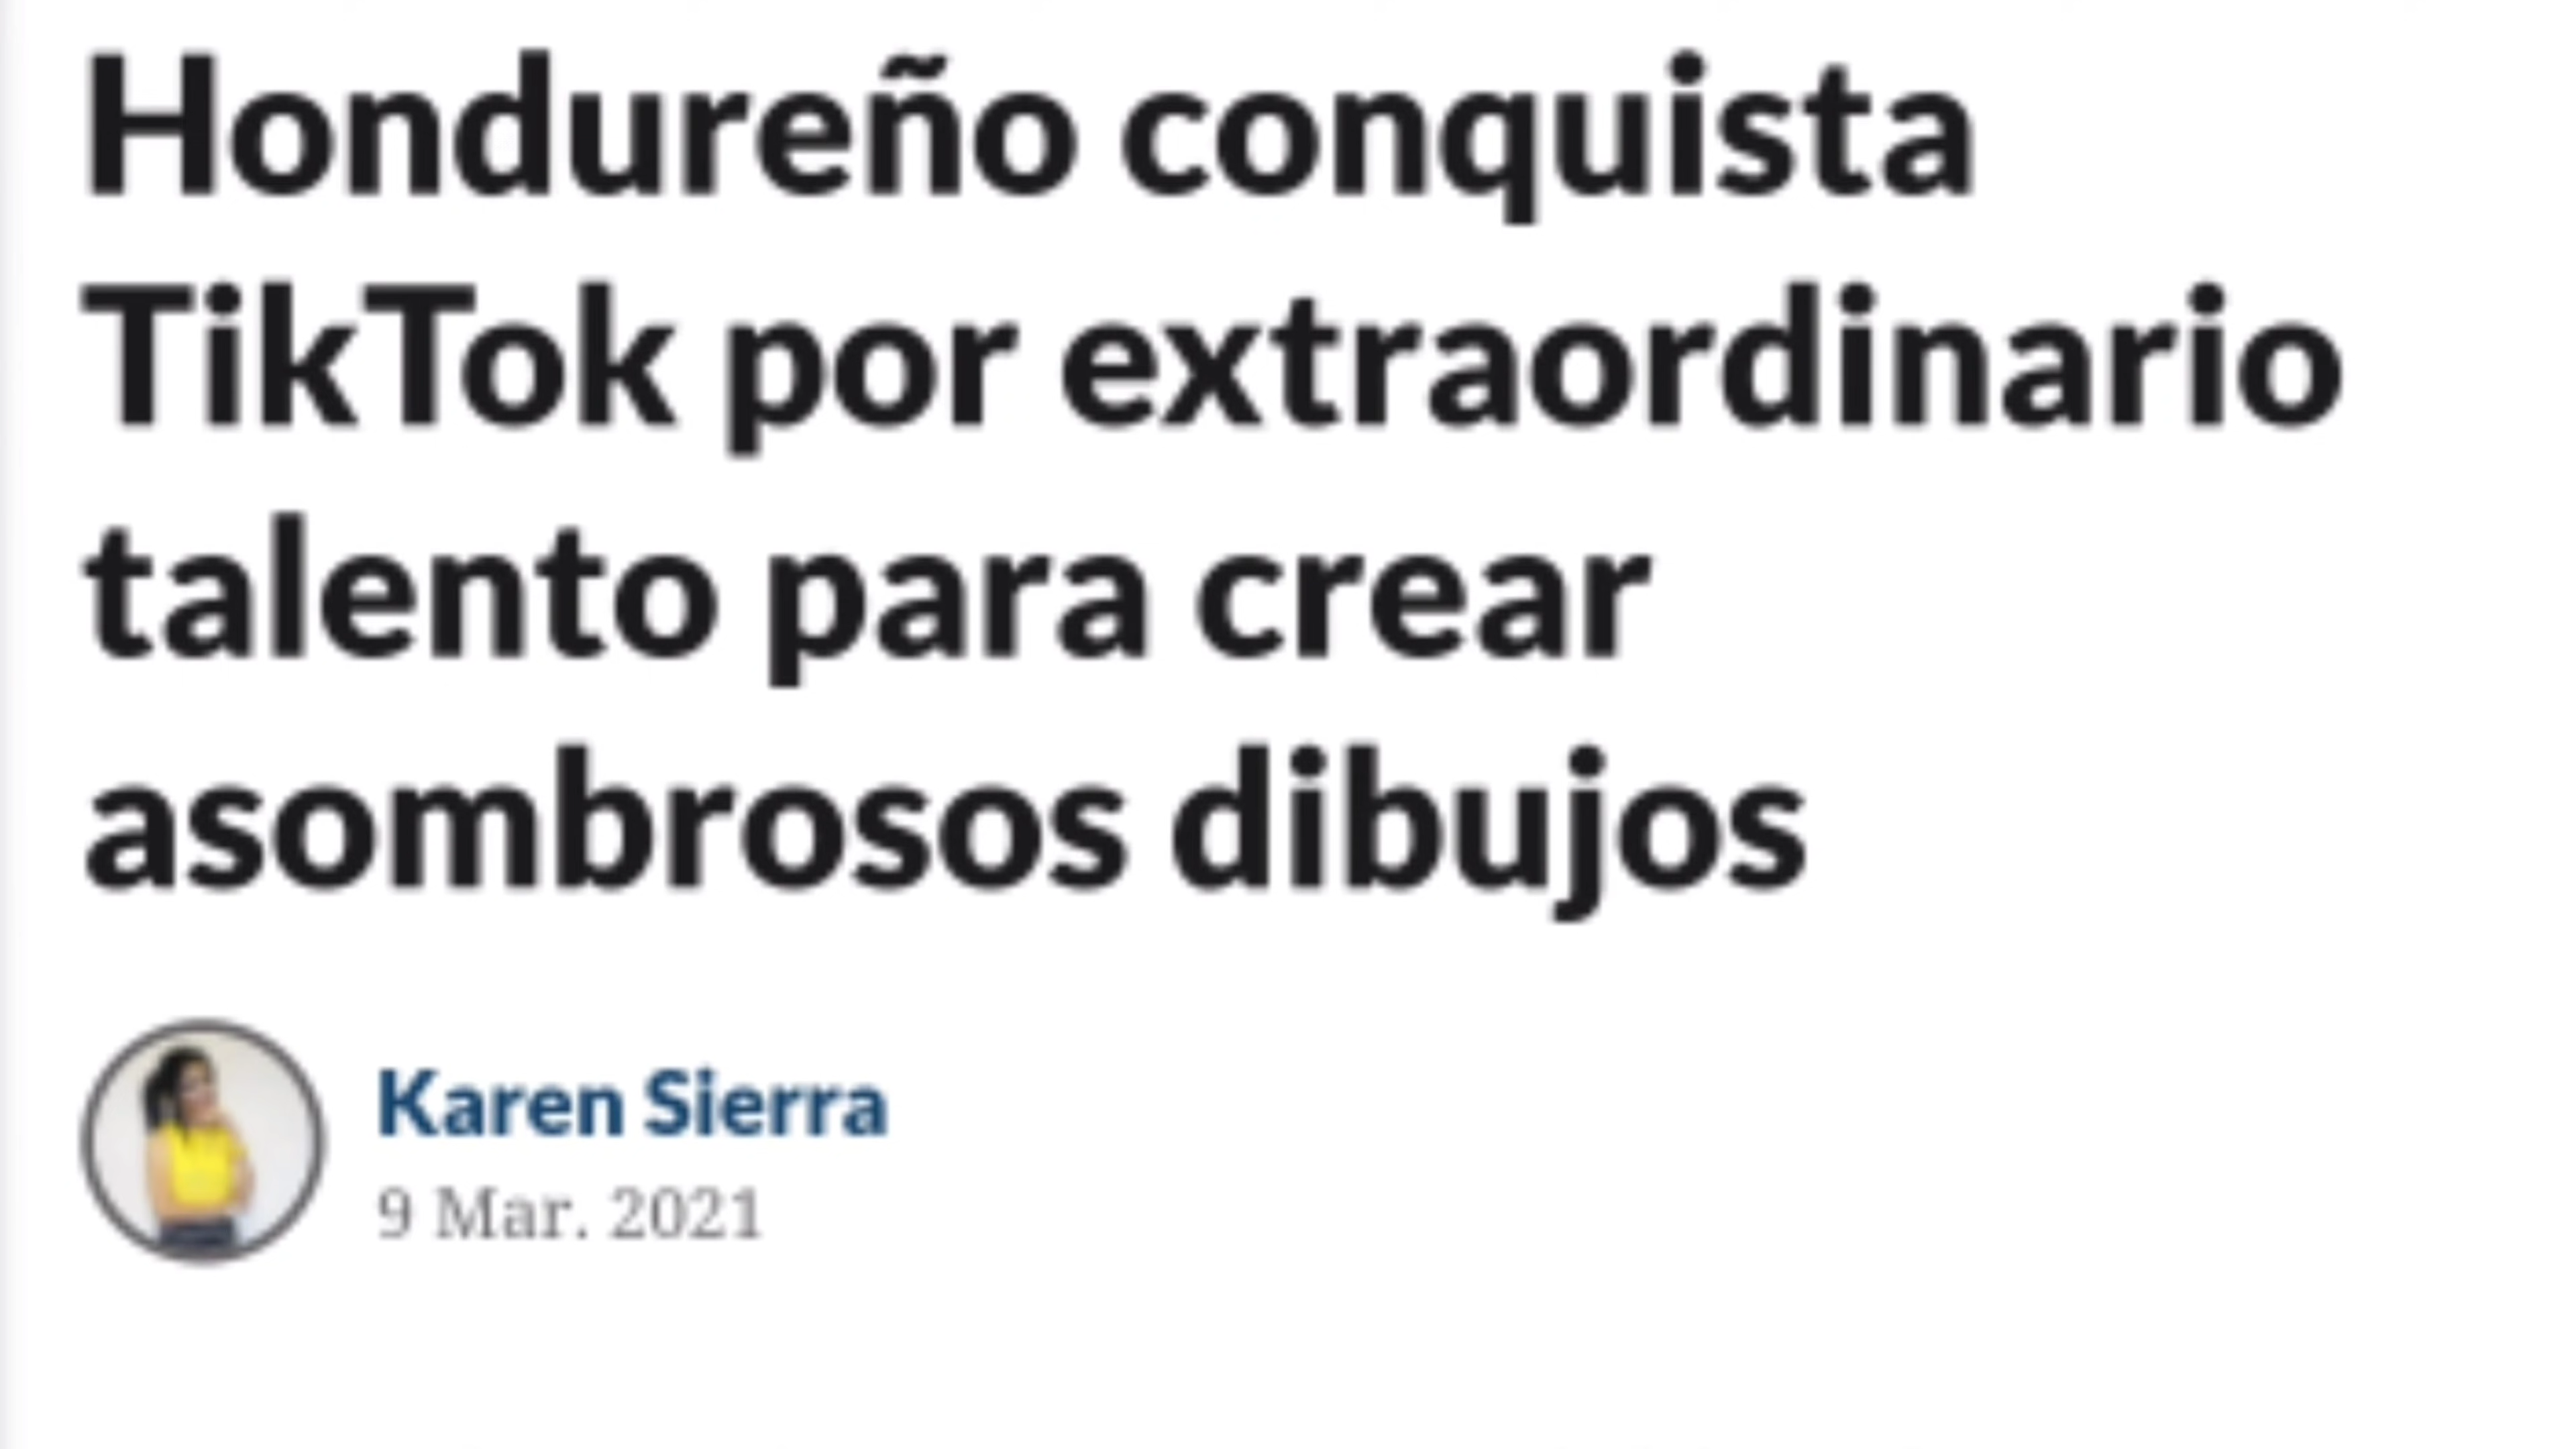 Hondureño conquista
TikTok por extraordinario
talento para crear
asombrosos dibujos
Karen Sierra
9 Mar. 2021